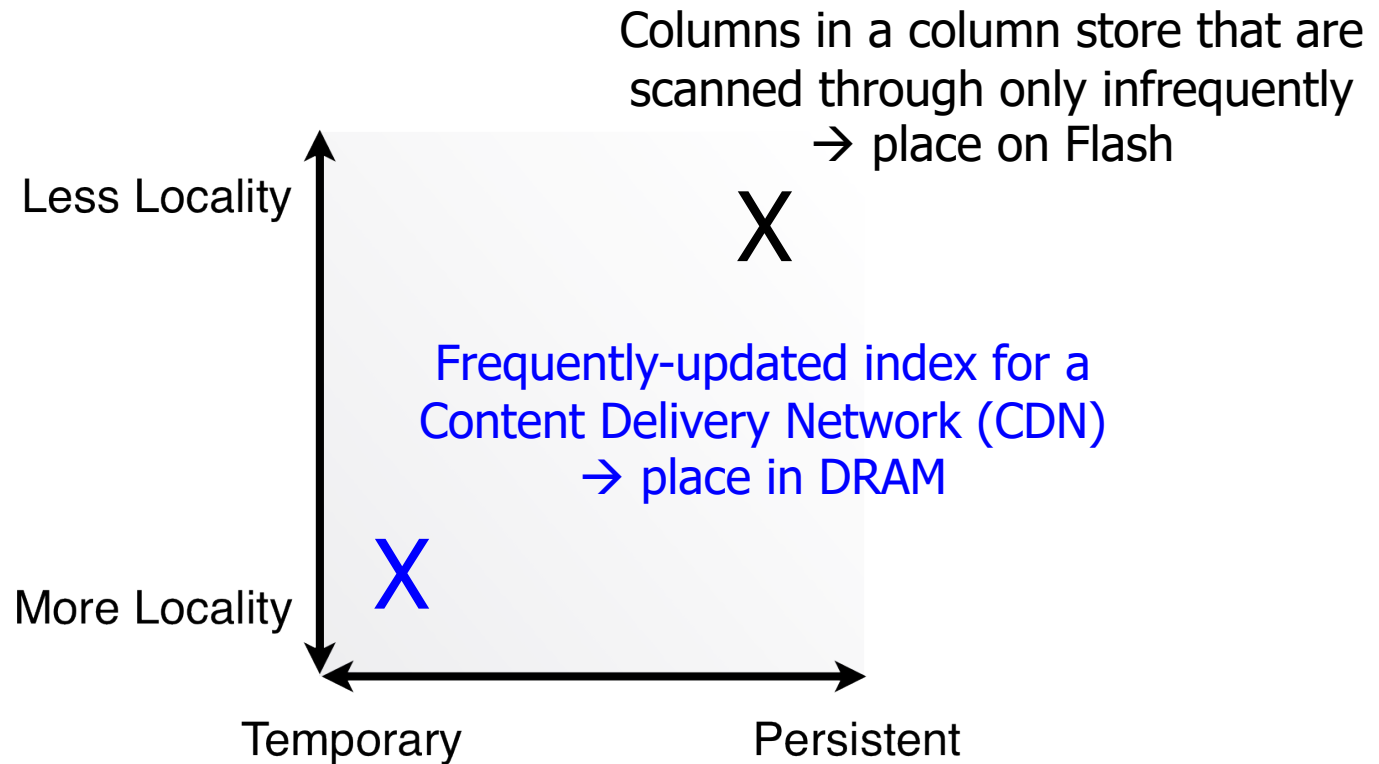 Columns in a column store that are
scanned through only infrequently
→ place on Flash
Less Locality
X
Frequently-updated index for a
Content Delivery Network (CDN)
→ place in DRAM
X
More Locality
Temporary
Persistent